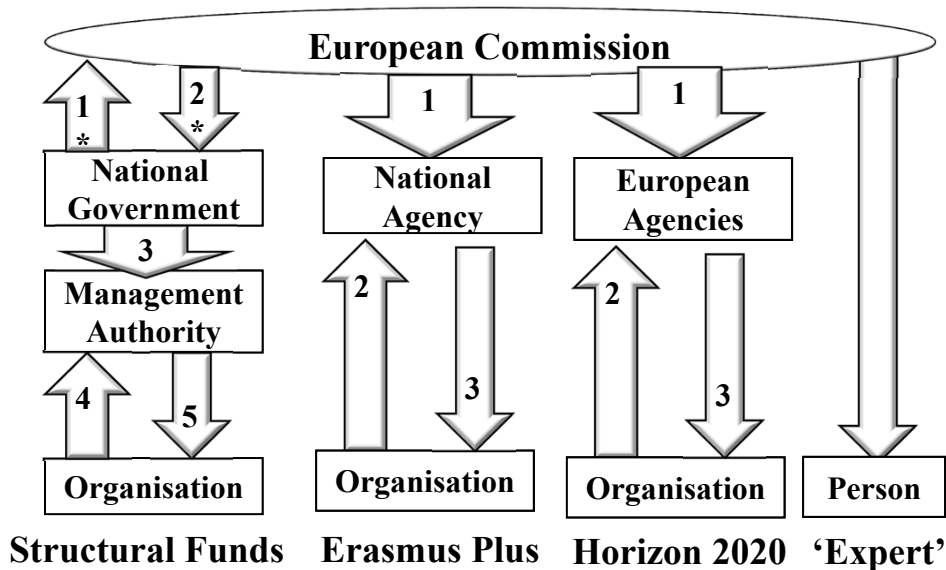 European Commission
1
*
2
*
1
1
National
Government
National
Agency
European
Agencies
3
2
3
2
3
Management
Authority
4
5
Organisation
Organisation
Organisation
Person
Structural Funds
Erasmus Plus
Horizon 2020
‘Expert’